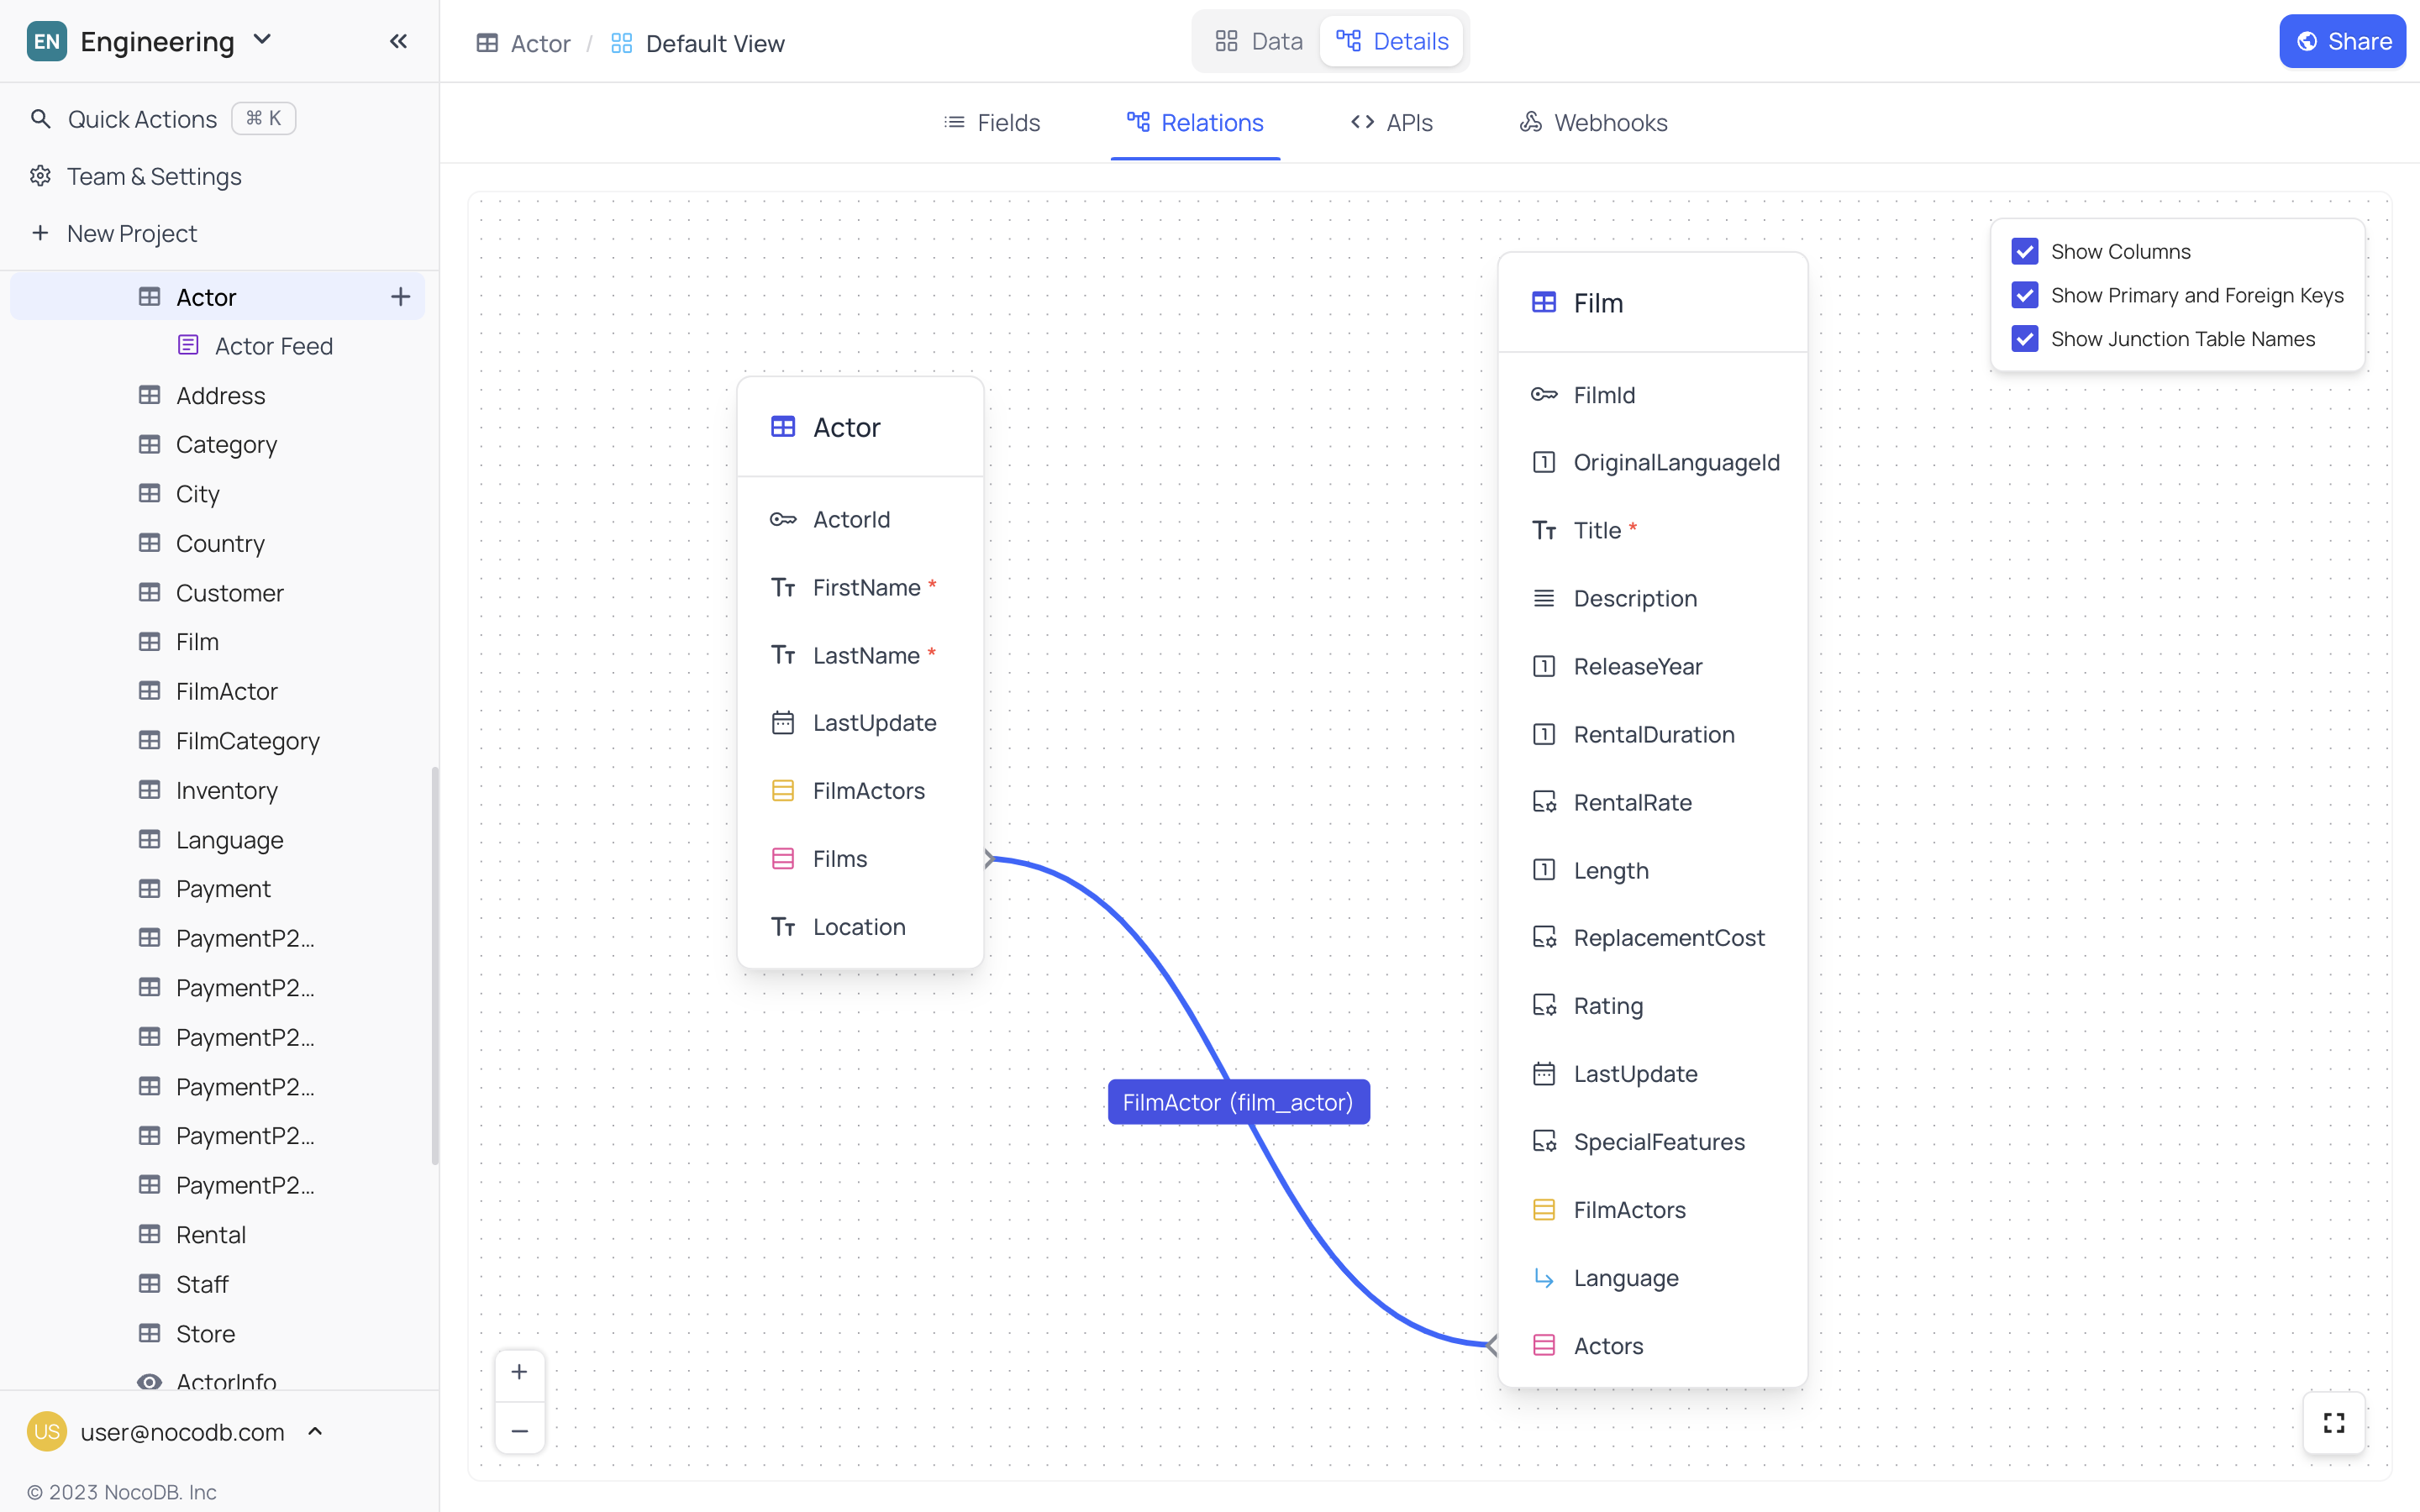 EN Engineering
Quick Actions ⌘ K
Team & Settings
New Project
Actor
Actor Feed
Address
Category
City
Country
Customer
Film
FilmActor
FilmCategory
Inventory
Language
Payment
PaymentP2...
PaymentP2...
PaymentP2...
PaymentP2...
PaymentP2...
PaymentP2...
Rental
Staff
Store
ActorInfo
US user@nocodb.com
© 2023 NocoDB. Inc
Actor / Default View
Data Details
Share
Fields Relations APIs Webhooks
Actor
ActorId
FirstName *
LastName *
LastUpdate
FilmActors
Films
Location
FilmActor (film_actor)
Film
FilmId
OriginalLanguageId
Title *
Description
ReleaseYear
RentalDuration
RentalRate
Length
ReplacementCost
Rating
LastUpdate
SpecialFeatures
FilmActors
Language
Actors
Show Columns
Show Primary and Foreign Keys
Show Junction Table Names